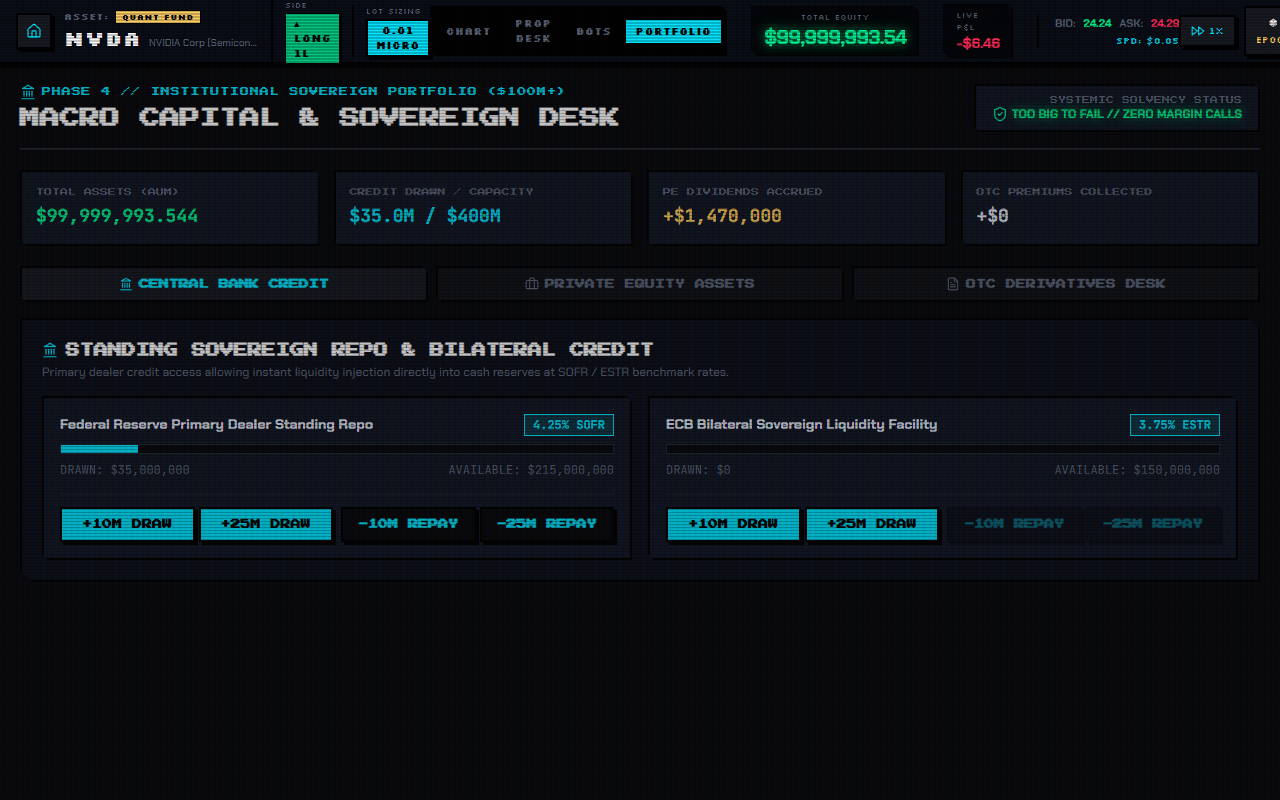 ASSET: QUANT FUND
NVDA NVIDIA Corp (Semicon...
SIDE
▲ LONG 1L
LOT SIZING
0.01 MICRO
CHART
PROP DESK
BOTS
PORTFOLIO
TOTAL EQUITY
$99,999,993.54
LIVE P&L
-$6.46
BID: 24.24 ASK: 24.29
SPD: $0.05
1X
EPO
PHASE 4 // INSTITUTIONAL SOVEREIGN PORTFOLIO ($100M+)
MACRO CAPITAL & SOVEREIGN DESK
SYSTEMIC SOLVENCY STATUS
TOO BIG TO FAIL // ZERO MARGIN CALLS
TOTAL ASSETS (AUM)
$99,999,993.544
CREDIT DRAWN / CAPACITY
$35.0M / $400M
PE DIVIDENDS ACCRUED
+$1,470,000
OTC PREMIUMS COLLECTED
+$0
CENTRAL BANK CREDIT
PRIVATE EQUITY ASSETS
OTC DERIVATIVES DESK
STANDING SOVEREIGN REPO & BILATERAL CREDIT
Primary dealer credit access allowing instant liquidity injection directly into cash reserves at SOFR / ESTR benchmark rates.
Federal Reserve Primary Dealer Standing Repo
4.25% SOFR
DRAWN: $35,000,000
AVAILABLE: $215,000,000
+10M DRAW
+25M DRAW
-10M REPAY
-25M REPAY
ECB Bilateral Sovereign Liquidity Facility
3.75% ESTR
DRAWN: $0
AVAILABLE: $150,000,000
+10M DRAW
+25M DRAW
-10M REPAY
-25M REPAY